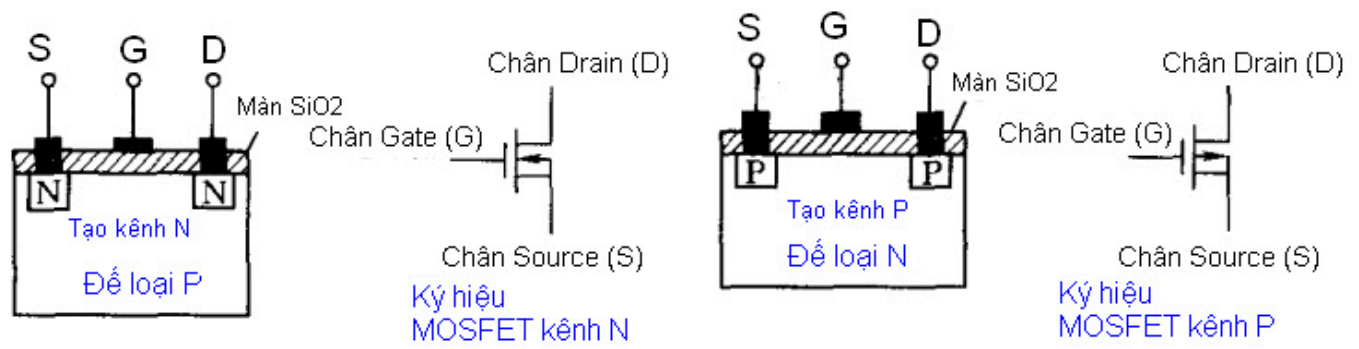 S G D
Màn SiO2
N N
Tạo kênh N
Đế loại P
Chân Drain (D)
Chân Gate (G)
Chân Source (S)
Ký hiệu
MOSFET kênh N
S G D
Màn SiO2
P P
Tạo kênh P
Đế loại N
Chân Drain (D)
Chân Gate (G)
Chân Source (S)
Ký hiệu
MOSFET kênh P